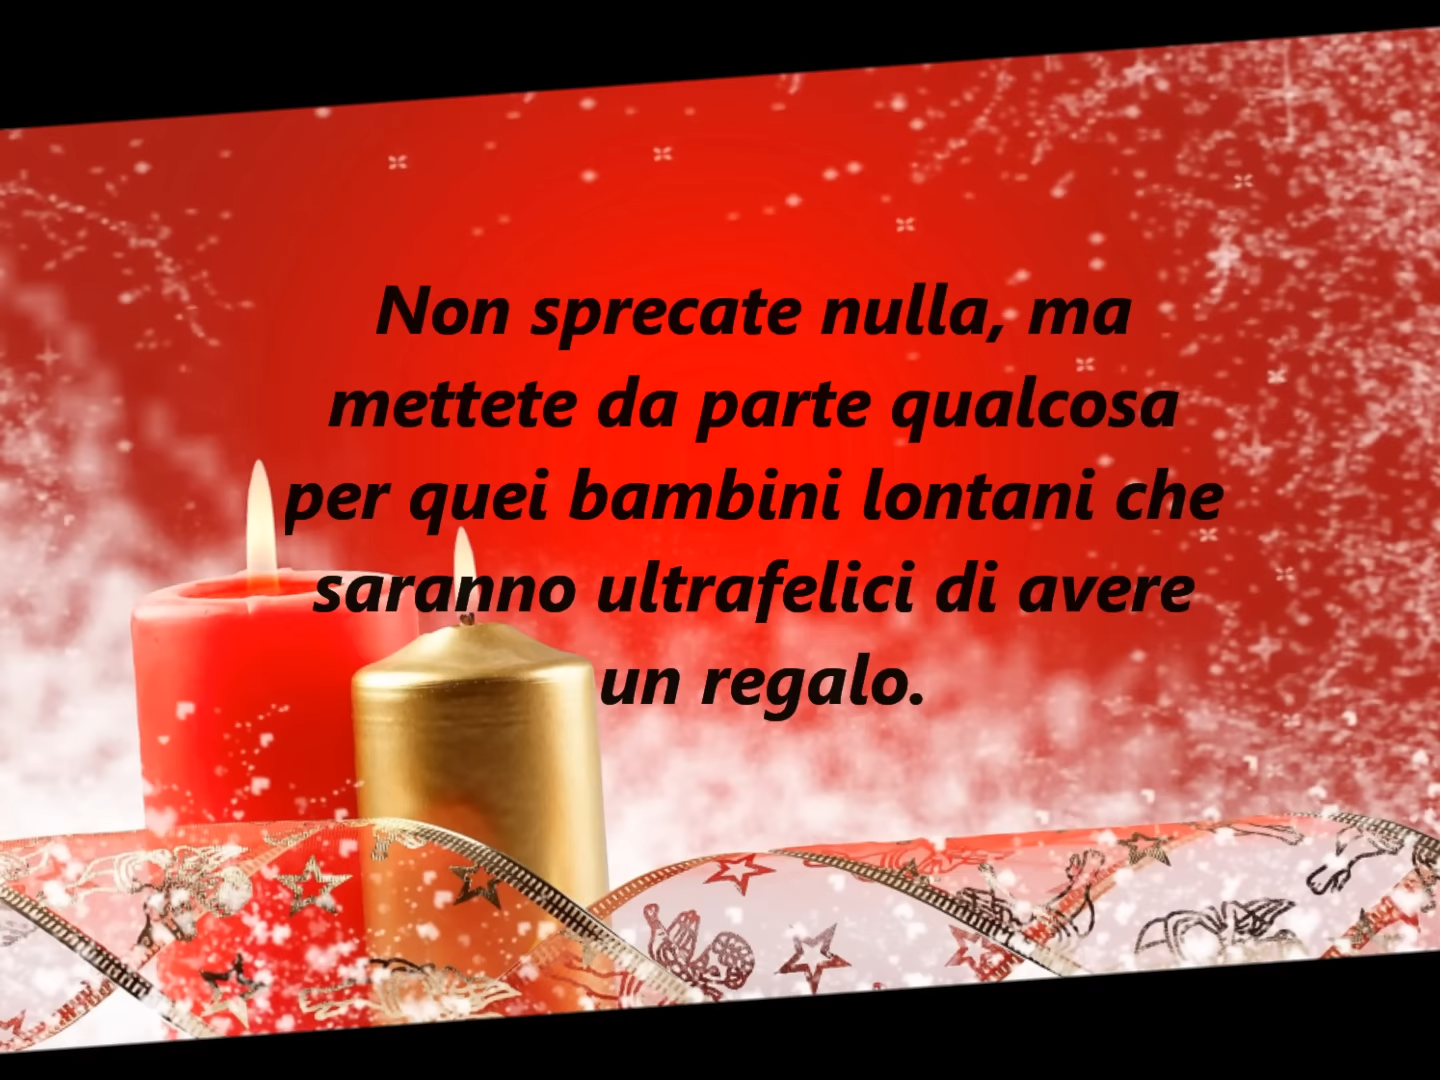 Non sprecate nulla, ma
mettete da parte qualcosa
per quei bambini lontani che
saranno ultrafelici di avere
un regalo.